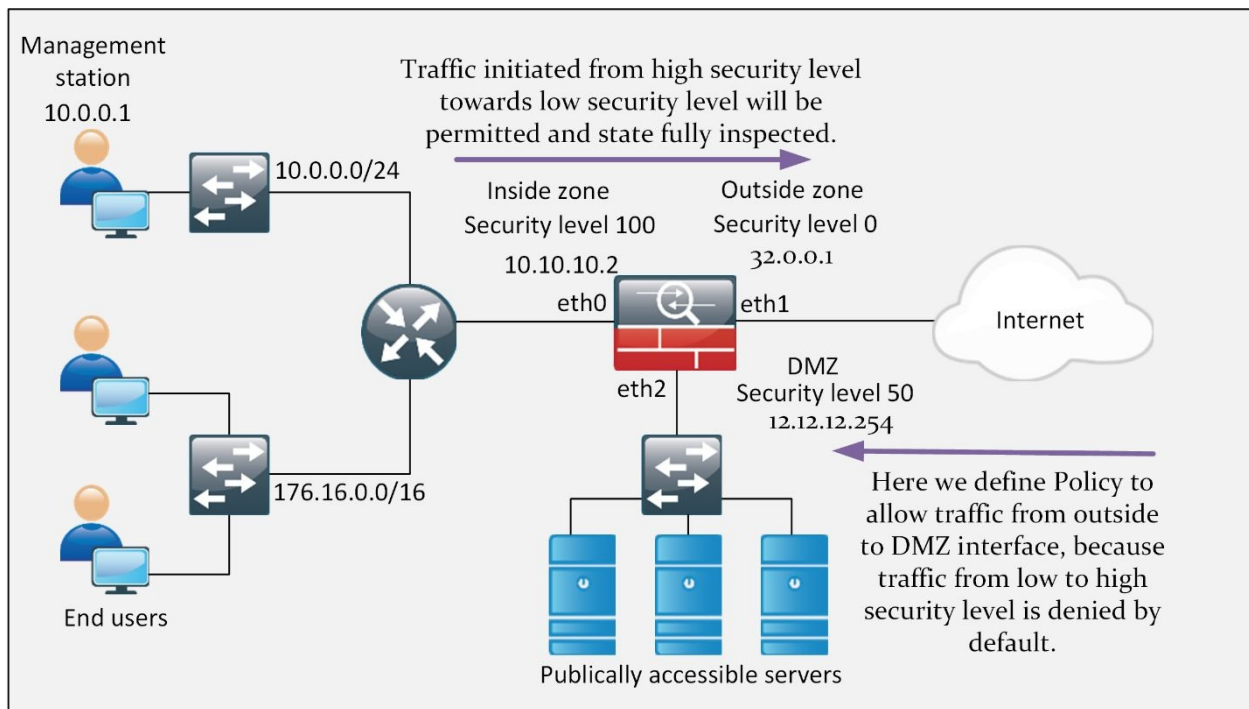 Management
station
10.0.0.1
10.0.0.0/24
Traffic initiated from high security level
towards low security level will be
permitted and state fully inspected.
Inside zone
Security level 100
10.10.10.2
eth0
Outside zone
Security level 0
32.0.0.1
eth1
Internet
eth2
DMZ
Security level 50
12.12.12.254
176.16.0.0/16
End users
Here we define Policy to
allow traffic from outside
to DMZ interface, because
traffic from low to high
security level is denied by
default.
Publically accessible servers